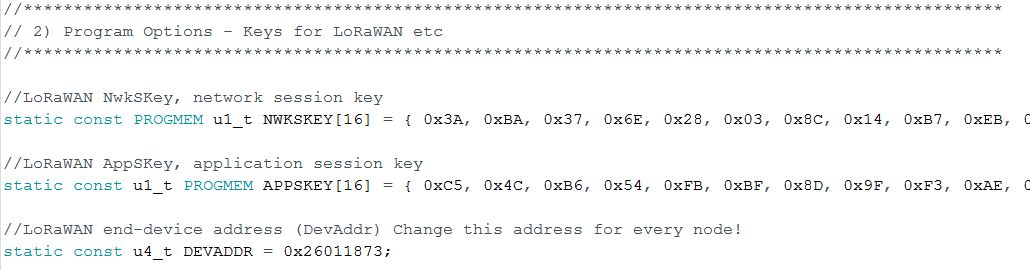 //**************************************************************************************************
// 2) Program Options - Keys for LoRaWAN etc
//**************************************************************************************************
//LoRaWAN NwkSKey, network session key
static const PROGMEM u1_t NWKSKEY[16] = { 0x3A, 0xBA, 0x37, 0x6E, 0x28, 0x03, 0x8C, 0x14, 0xB7, 0xEB,
//LoRaWAN AppSKey, application session key
static const u1_t PROGMEM APPSKEY[16] = { 0xC5, 0x4C, 0xB6, 0x54, 0xFB, 0xBF, 0x8D, 0x9F, 0xF3, 0xAE,
//LoRaWAN end-device address (DevAddr) Change this address for every node!
static const u4_t DEVADDR = 0x26011873;